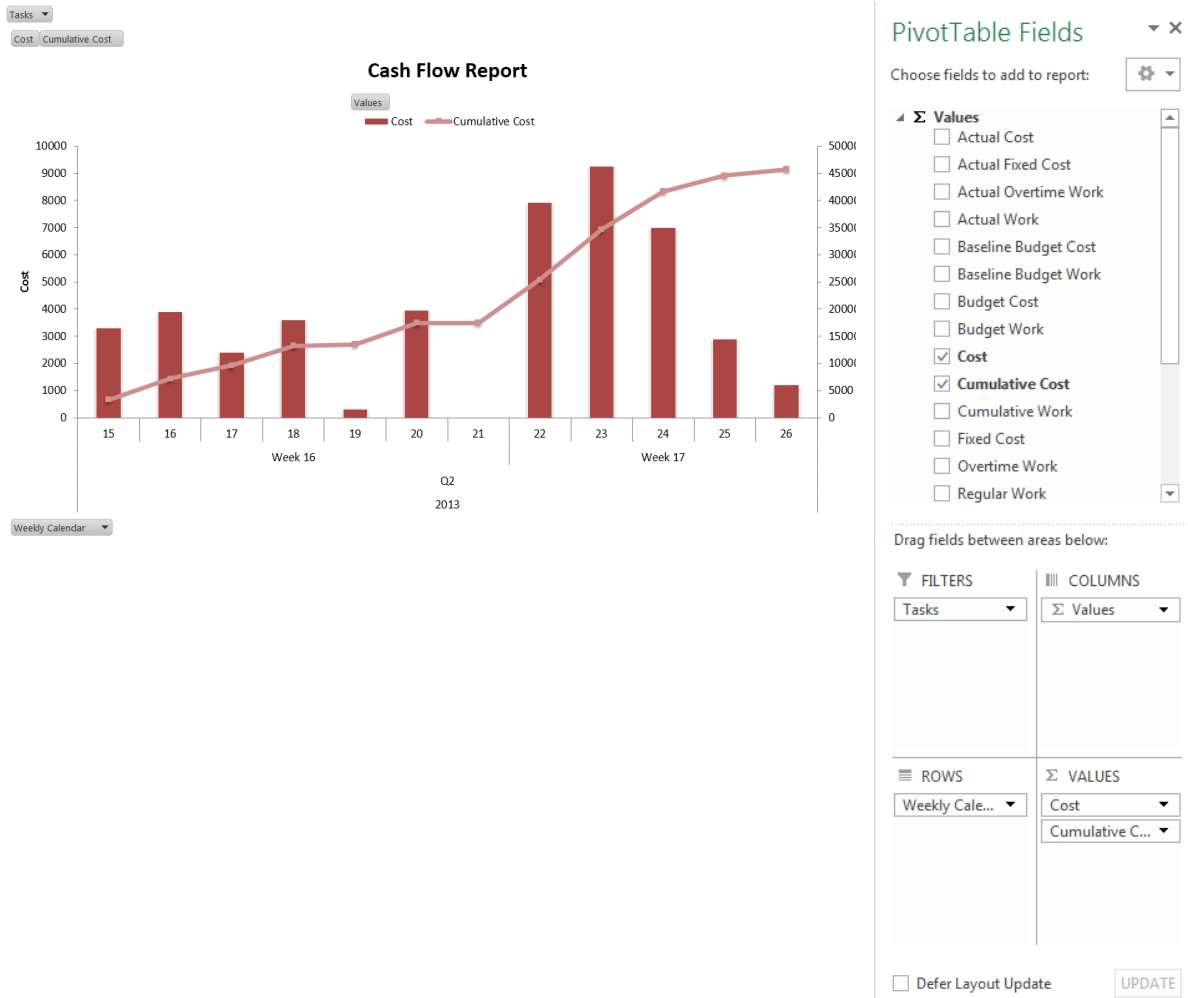 Tasks
Cost Cumulative Cost
Cash Flow Report
Values
Cost Cumulative Cost
10000
9000
8000
7000
6000
5000
4000
3000
2000
1000
0
Cost
50000
45000
40000
35000
30000
25000
20000
15000
10000
5000
0
15 16 17 18 19 20 21 22 23 24 25 26
Week 16 Week 17
Q2
2013
Weekly Calendar
PivotTable Fields
Choose fields to add to report:
Σ Values
Actual Cost
Actual Fixed Cost
Actual Overtime Work
Actual Work
Baseline Budget Cost
Baseline Budget Work
Budget Cost
Budget Work
Cost
Cumulative Cost
Cumulative Work
Fixed Cost
Overtime Work
Regular Work
Drag fields between areas below:
FILTERS
Tasks
COLUMNS
Σ Values
ROWS
Weekly Cale...
Σ VALUES
Cost
Cumulative C...
Defer Layout Update
UPDATE